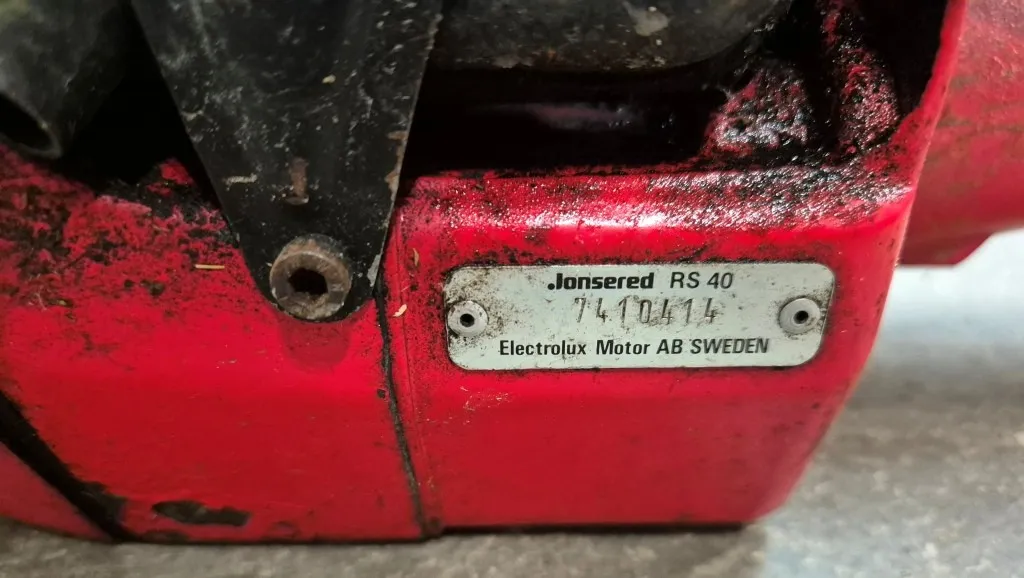 Jonsered RS 40
7410414
Electrolux Motor AB SWEDEN